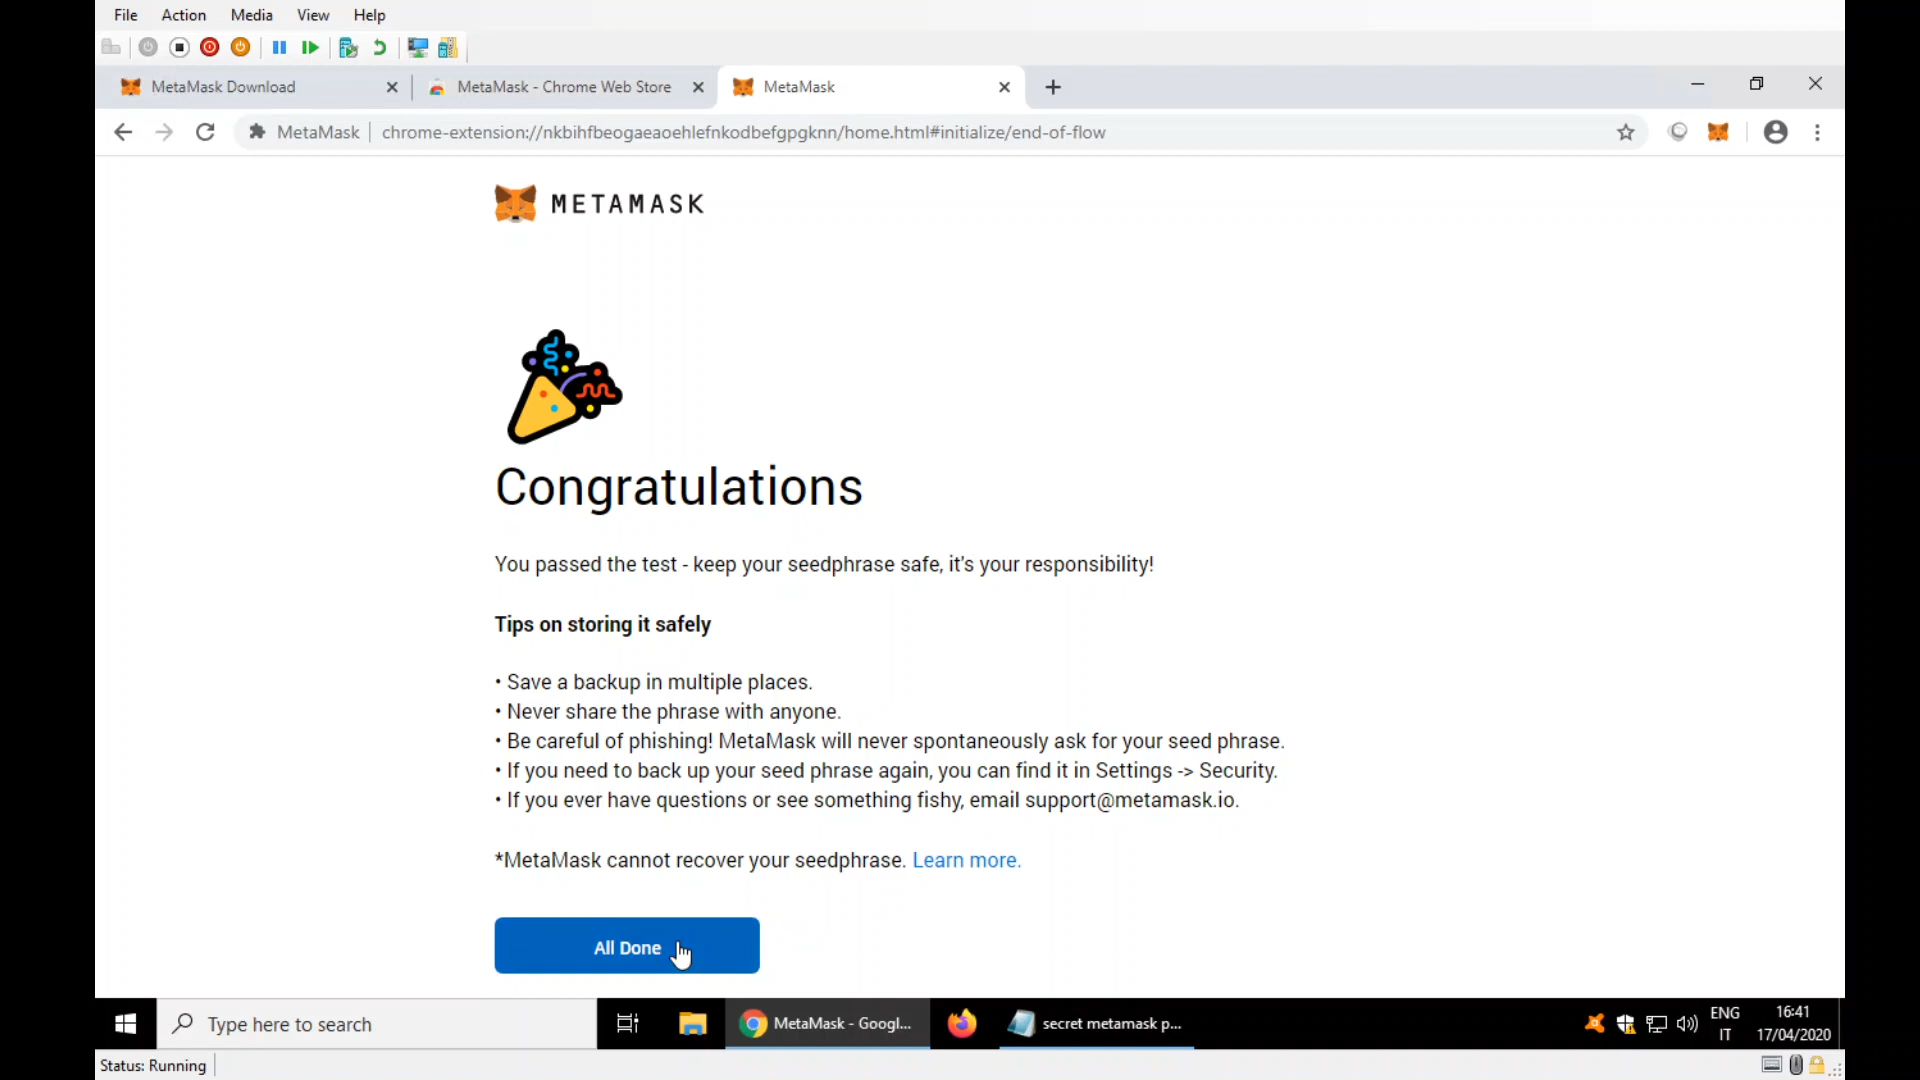 File Action Media View Help
MetaMask Download
MetaMask - Chrome Web Store
MetaMask
MetaMask chrome-extension://nkbihfbeogaeaoehlefnkodbefgpgknn/home.html#initialize/end-of-flow
METAMASK
Congratulations
You passed the test - keep your seedphrase safe, it's your responsibility!
Tips on storing it safely
• Save a backup in multiple places.
• Never share the phrase with anyone.
• Be careful of phishing! MetaMask will never spontaneously ask for your seed phrase.
• If you need to back up your seed phrase again, you can find it in Settings -> Security.
• If you ever have questions or see something fishy, email support@metamask.io.
*MetaMask cannot recover your seedphrase. Learn more.
All Done
Type here to search
MetaMask - Googl...
secret metamask p...
ENG
IT
16:41
17/04/2020
Status: Running